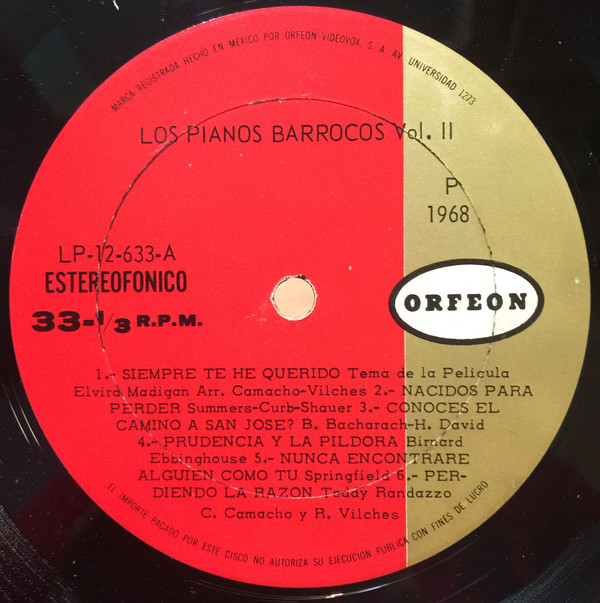 MARCA REGISTRADA HECHO EN MÉXICO POR ORFEON VIDEOVOX, S. A. AV UNIVERSIDAD 1273
LOS PIANOS BARROCOS Vol. II
P
1968
LP-12-633-A
ESTEREOFONICO
33-1/3 R.P.M.
ORFEON
1.- SIEMPRE TE HE QUERIDO Tema de la Pelicula
Elvira Madigan Arr. Camacho-Vilches 2.- NACIDOS PARA
PERDER Summers-Curb-Shauer 3.- CONOCES EL
CAMINO A SAN JOSE? B. Bacharach-H. David
4.- PRUDENCIA Y LA PILDORA Birnard
Ebbinghouse 5.- NUNCA ENCONTRARE
ALGUIEN COMO TU Springfield 6.- PER-
DIENDO LA RAZON Teddy Randazzo
C. Camacho y R. Vilches
EL IMPORTE PAGADO POR ESTE DISCO NO AUTORIZA SU EJECUCION PUBLICA CON FINES DE LUCRO